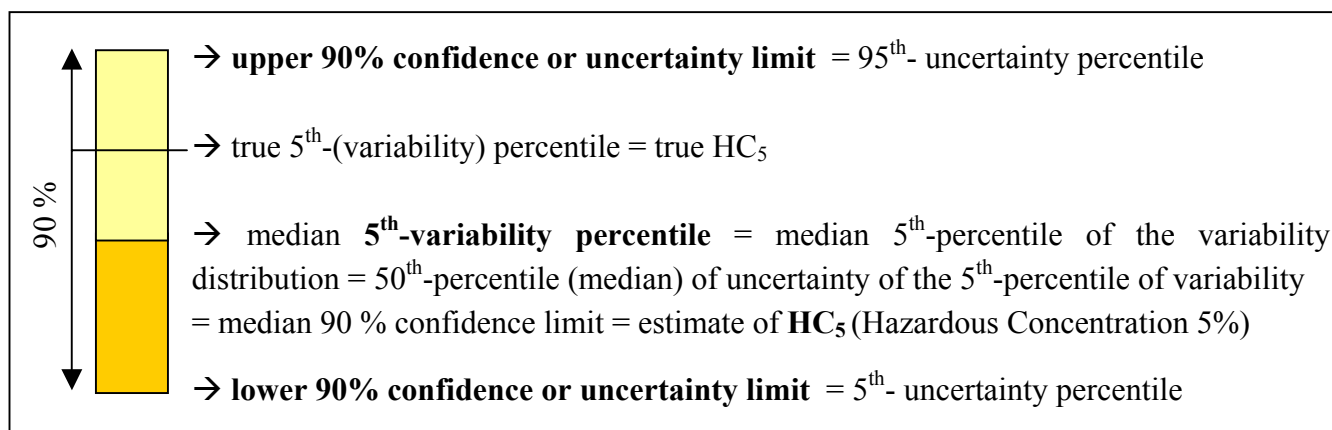 → upper 90% confidence or uncertainty limit = 95th- uncertainty percentile
→ true 5th-(variability) percentile = true HC5
90 %
→ median 5th-variability percentile = median 5th-percentile of the variability
distribution = 50th-percentile (median) of uncertainty of the 5th-percentile of variability
= median 90 % confidence limit = estimate of HC5 (Hazardous Concentration 5%)
→ lower 90% confidence or uncertainty limit = 5th- uncertainty percentile